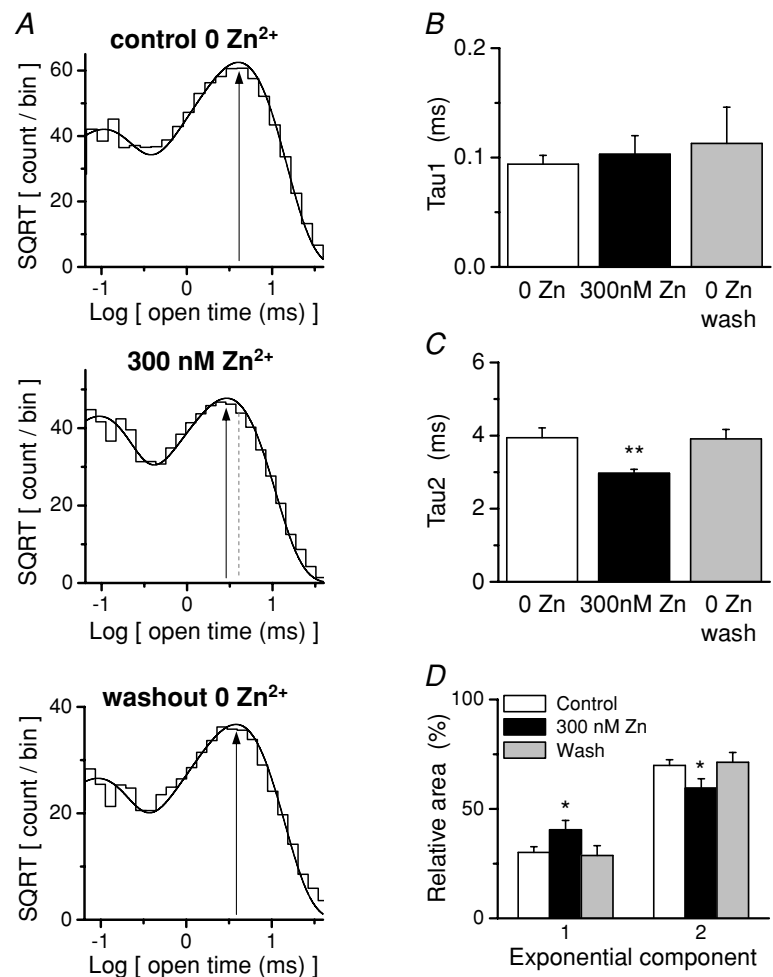 A
control 0 Zn²⁺
SQRT [ count / bin ]
60
40
20
0
-1 0 1
Log [ open time (ms) ]
300 nM Zn²⁺
SQRT [ count / bin ]
40
20
0
-1 0 1
Log [ open time (ms) ]
washout 0 Zn²⁺
SQRT [ count / bin ]
40
20
0
-1 0 1
Log [ open time (ms) ]
B
Tau1 (ms)
0.2
0.1
0.0
0 Zn 300nM Zn 0 Zn
wash
C
Tau2 (ms)
6
4
2
0
**
0 Zn 300nM Zn 0 Zn
wash
D
Relative area (%)
100
50
0
Control
300 nM Zn
Wash
* *
1 2
Exponential component